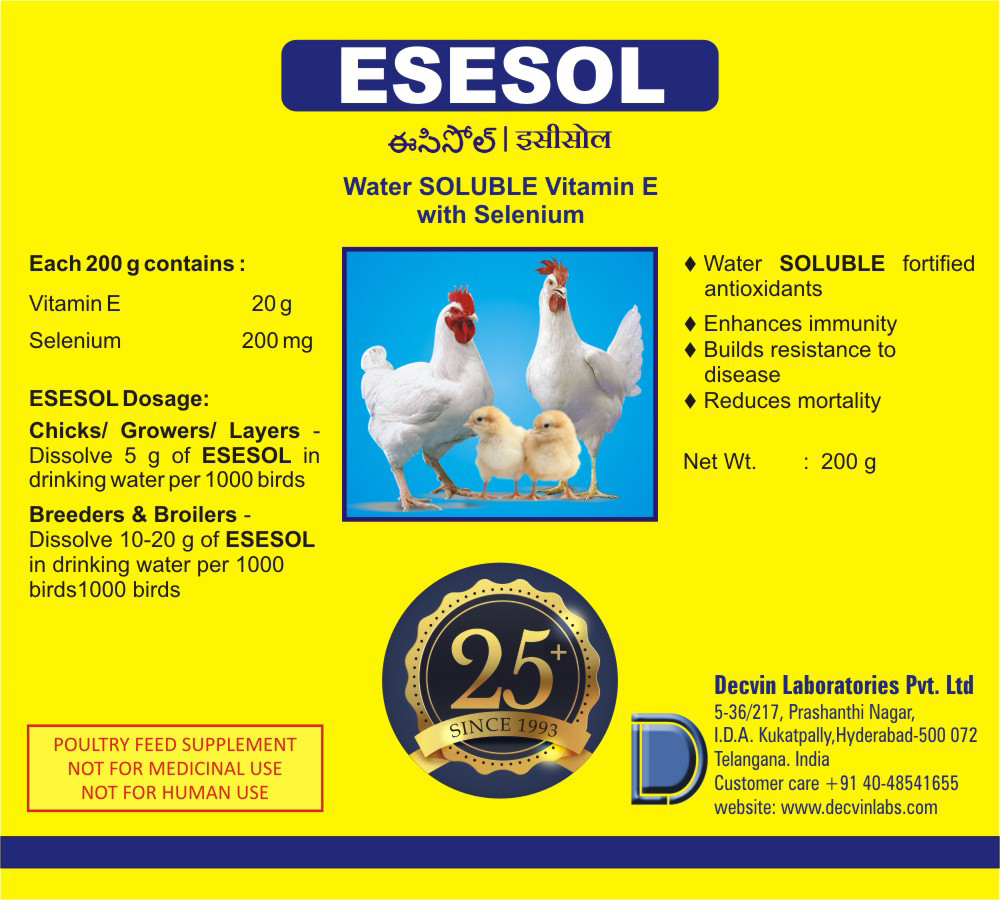 ESESOL
ఈసిసోల్ | इसीसोल
Water SOLUBLE Vitamin E
with Selenium
Each 200 g contains :
Vitamin E 20 g
Selenium 200 mg
ESESOL Dosage:
Chicks/ Growers/ Layers -
Dissolve 5 g of ESESOL in
drinking water per 1000 birds
Breeders & Broilers -
Dissolve 10-20 g of ESESOL
in drinking water per 1000
birds1000 birds
♦ Water SOLUBLE fortified
antioxidants
♦ Enhances immunity
♦ Builds resistance to
disease
♦ Reduces mortality
Net Wt. : 200 g
25+
SINCE 1993
POULTRY FEED SUPPLEMENT
NOT FOR MEDICINAL USE
NOT FOR HUMAN USE
Decvin Laboratories Pvt. Ltd
5-36/217, Prashanthi Nagar,
I.D.A. Kukatpally,Hyderabad-500 072
Telangana. India
Customer care +91 40-48541655
website: www.decvinlabs.com